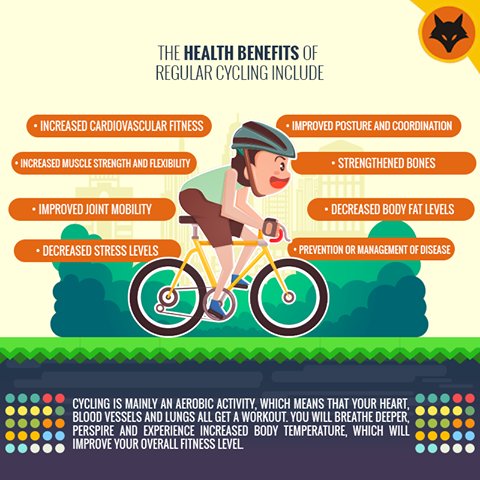 THE HEALTH BENEFITS OF
REGULAR CYCLING INCLUDE
• INCREASED CARDIOVASCULAR FITNESS
• INCREASED MUSCLE STRENGTH AND FLEXIBILITY
• IMPROVED JOINT MOBILITY
• DECREASED STRESS LEVELS
• IMPROVED POSTURE AND COORDINATION
• STRENGTHENED BONES
• DECREASED BODY FAT LEVELS
• PREVENTION OR MANAGEMENT OF DISEASE
CYCLING IS MAINLY AN AEROBIC ACTIVITY, WHICH MEANS THAT YOUR HEART,
BLOOD VESSELS AND LUNGS ALL GET A WORKOUT. YOU WILL BREATHE DEEPER,
PERSPIRE AND EXPERIENCE INCREASED BODY TEMPERATURE, WHICH WILL
IMPROVE YOUR OVERALL FITNESS LEVEL.